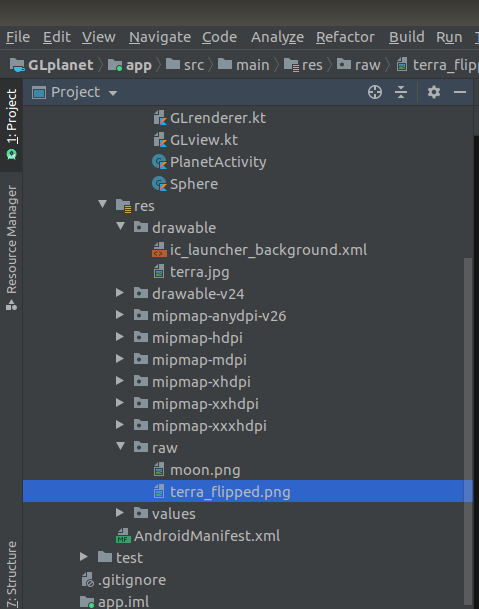 File Edit View Navigate Code Analyze Refactor Build Run
GLplanet app src main res raw terra_flip
1: Project
Project
Resource Manager
7: Structure
GLrenderer.kt
GLview.kt
PlanetActivity
Sphere
res
drawable
ic_launcher_background.xml
terra.jpg
drawable-v24
mipmap-anydpi-v26
mipmap-hdpi
mipmap-mdpi
mipmap-xhdpi
mipmap-xxhdpi
mipmap-xxxhdpi
raw
moon.png
terra_flipped.png
values
AndroidManifest.xml
test
.gitignore
app.iml